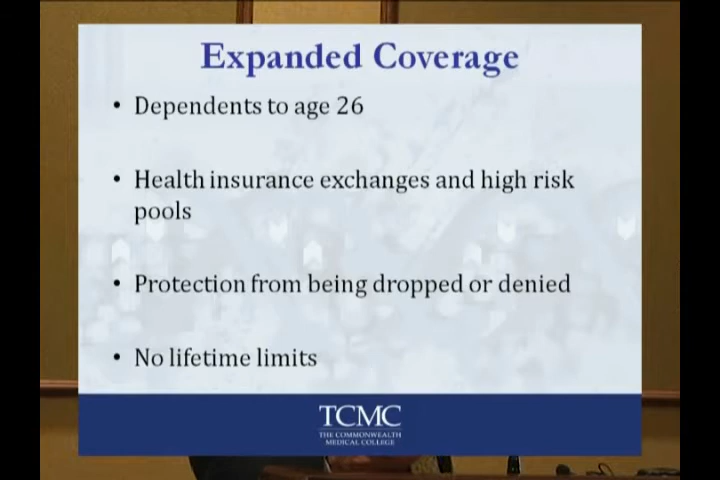 Expanded Coverage
• Dependents to age 26
• Health insurance exchanges and high risk
pools
• Protection from being dropped or denied
• No lifetime limits
TCMC
THE COMMONWEALTH
MEDICAL COLLEGE